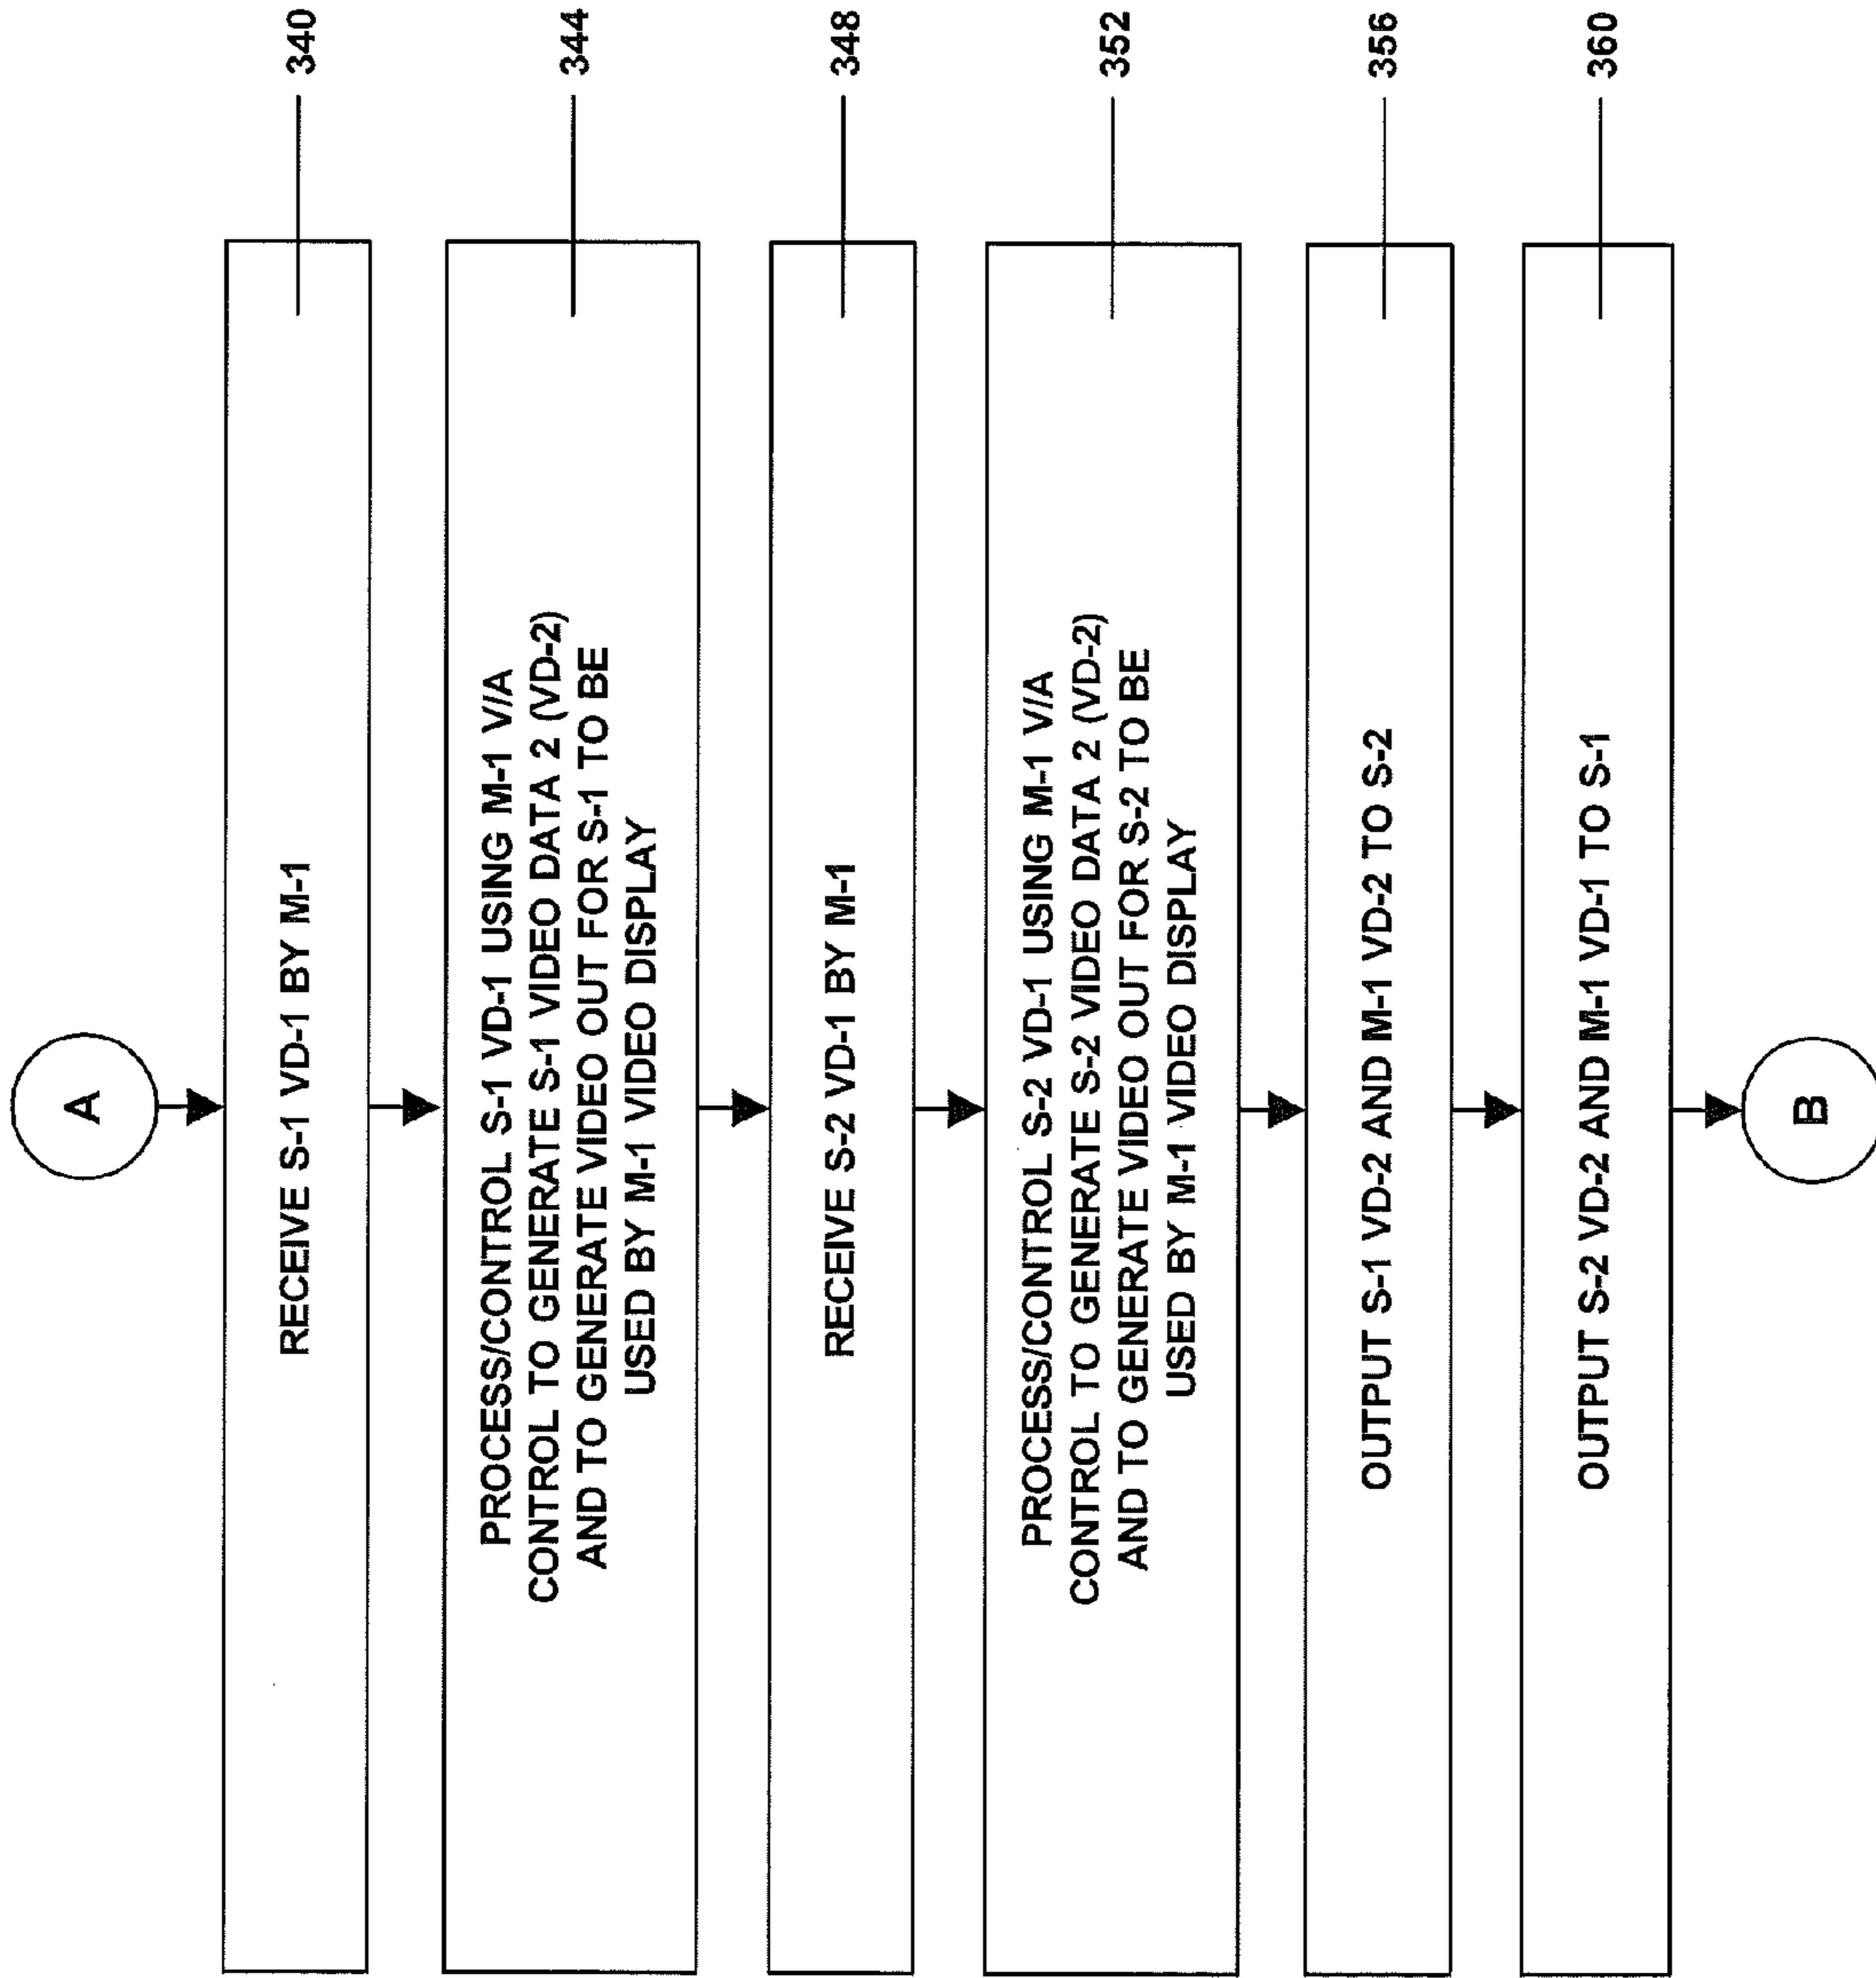 A
RECEIVE S-1 VD-1 BY M-1
340
PROCESS/CONTROL S-1 VD-1 USING M-1 V/A
CONTROL TO GENERATE S-1 VIDEO DATA 2 (VD-2)
AND TO GENERATE VIDEO OUT FOR S-1 TO BE
USED BY M-1 VIDEO DISPLAY
344
RECEIVE S-2 VD-1 BY M-1
348
PROCESS/CONTROL S-2 VD-1 USING M-1 V/A
CONTROL TO GENERATE S-2 VIDEO DATA 2 (VD-2)
AND TO GENERATE VIDEO OUT FOR S-2 TO BE
USED BY M-1 VIDEO DISPLAY
352
OUTPUT S-1 VD-2 AND M-1 VD-2 TO S-2
356
OUTPUT S-2 VD-2 AND M-1 VD-1 TO S-1
360
B